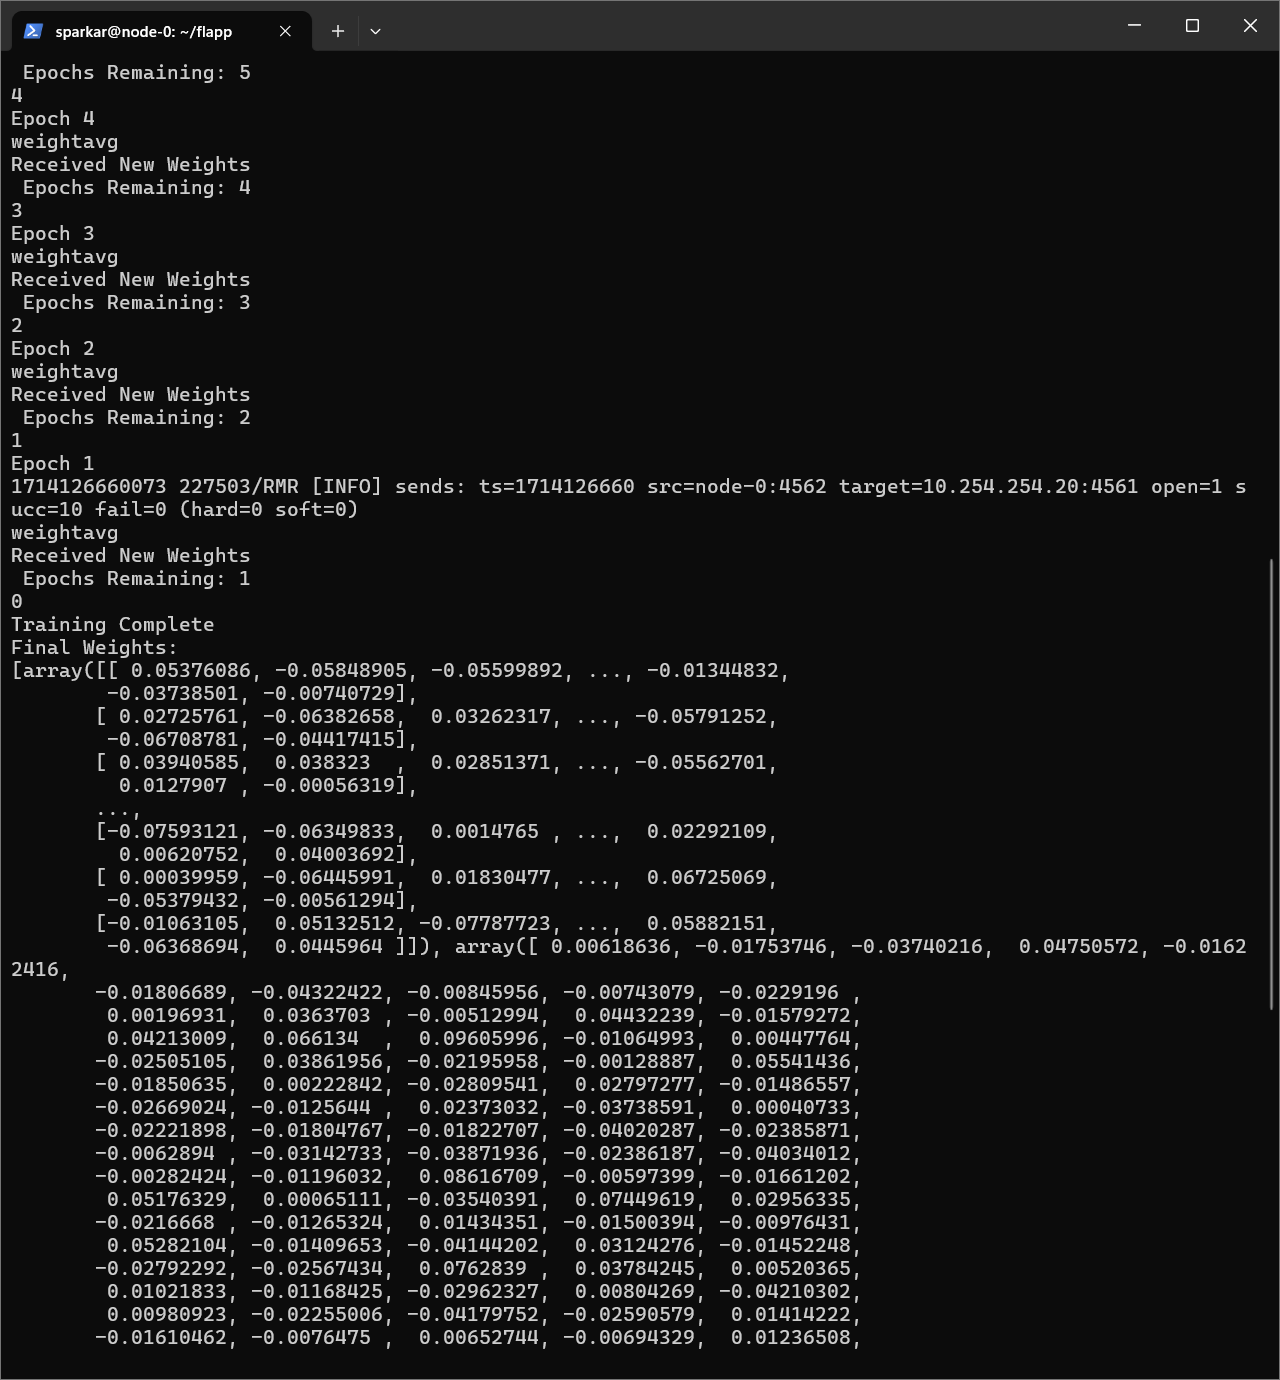 sparkar@node-0: ~/flapp
 Epochs Remaining: 5
4
Epoch 4
weightavg
Received New Weights
 Epochs Remaining: 4
3
Epoch 3
weightavg
Received New Weights
 Epochs Remaining: 3
2
Epoch 2
weightavg
Received New Weights
 Epochs Remaining: 2
1
Epoch 1
1714126660073 227503/RMR [INFO] sends: ts=1714126660 src=node-0:4562 target=10.254.254.20:4561 open=1 s
ucc=10 fail=0 (hard=0 soft=0)
weightavg
Received New Weights
 Epochs Remaining: 1
0
Training Complete
Final Weights:
[array([[ 0.05376086, -0.05848905, -0.05599892, ..., -0.01344832,
        -0.03738501, -0.00740729],
       [ 0.02725761, -0.06382658,  0.03262317, ..., -0.05791252,
        -0.06708781, -0.04417415],
       [ 0.03940585,  0.038323  ,  0.02851371, ..., -0.05562701,
         0.0127907 , -0.00056319],
       ...,
       [-0.07593121, -0.06349833,  0.0014765 , ...,  0.02292109,
         0.00620752,  0.04003692],
       [ 0.00039959, -0.06445991,  0.01830477, ...,  0.06725069,
        -0.05379432, -0.00561294],
       [-0.01063105,  0.05132512, -0.07787723, ...,  0.05882151,
        -0.06368694,  0.0445964 ]]), array([ 0.00618636, -0.01753746, -0.03740216,  0.04750572, -0.0162
2416,
       -0.01806689, -0.04322422, -0.00845956, -0.00743079, -0.0229196 ,
        0.00196931,  0.0363703 , -0.00512994,  0.04432239, -0.01579272,
        0.04213009,  0.066134  ,  0.09605996, -0.01064993,  0.00447764,
       -0.02505105,  0.03861956, -0.02195958, -0.00128887,  0.05541436,
       -0.01850635,  0.00222842, -0.02809541,  0.02797277, -0.01486557,
       -0.02669024, -0.0125644 ,  0.02373032, -0.03738591,  0.00040733,
       -0.02221898, -0.01804767, -0.01822707, -0.04020287, -0.02385871,
       -0.0062894 , -0.03142733, -0.03871936, -0.02386187, -0.04034012,
       -0.00282424, -0.01196032,  0.08616709, -0.00597399, -0.01661202,
        0.05176329,  0.00065111, -0.03540391,  0.07449619,  0.02956335,
       -0.0216668 , -0.01265324,  0.01434351, -0.01500394, -0.00976431,
        0.05282104, -0.01409653, -0.04144202,  0.03124276, -0.01452248,
       -0.02792292, -0.02567434,  0.0762839 ,  0.03784245,  0.00520365,
        0.01021833, -0.01168425, -0.02962327,  0.00804269, -0.04210302,
        0.00980923, -0.02255006, -0.04179752, -0.02590579,  0.01414222,
       -0.01610462, -0.0076475 ,  0.00652744, -0.00694329,  0.01236508,